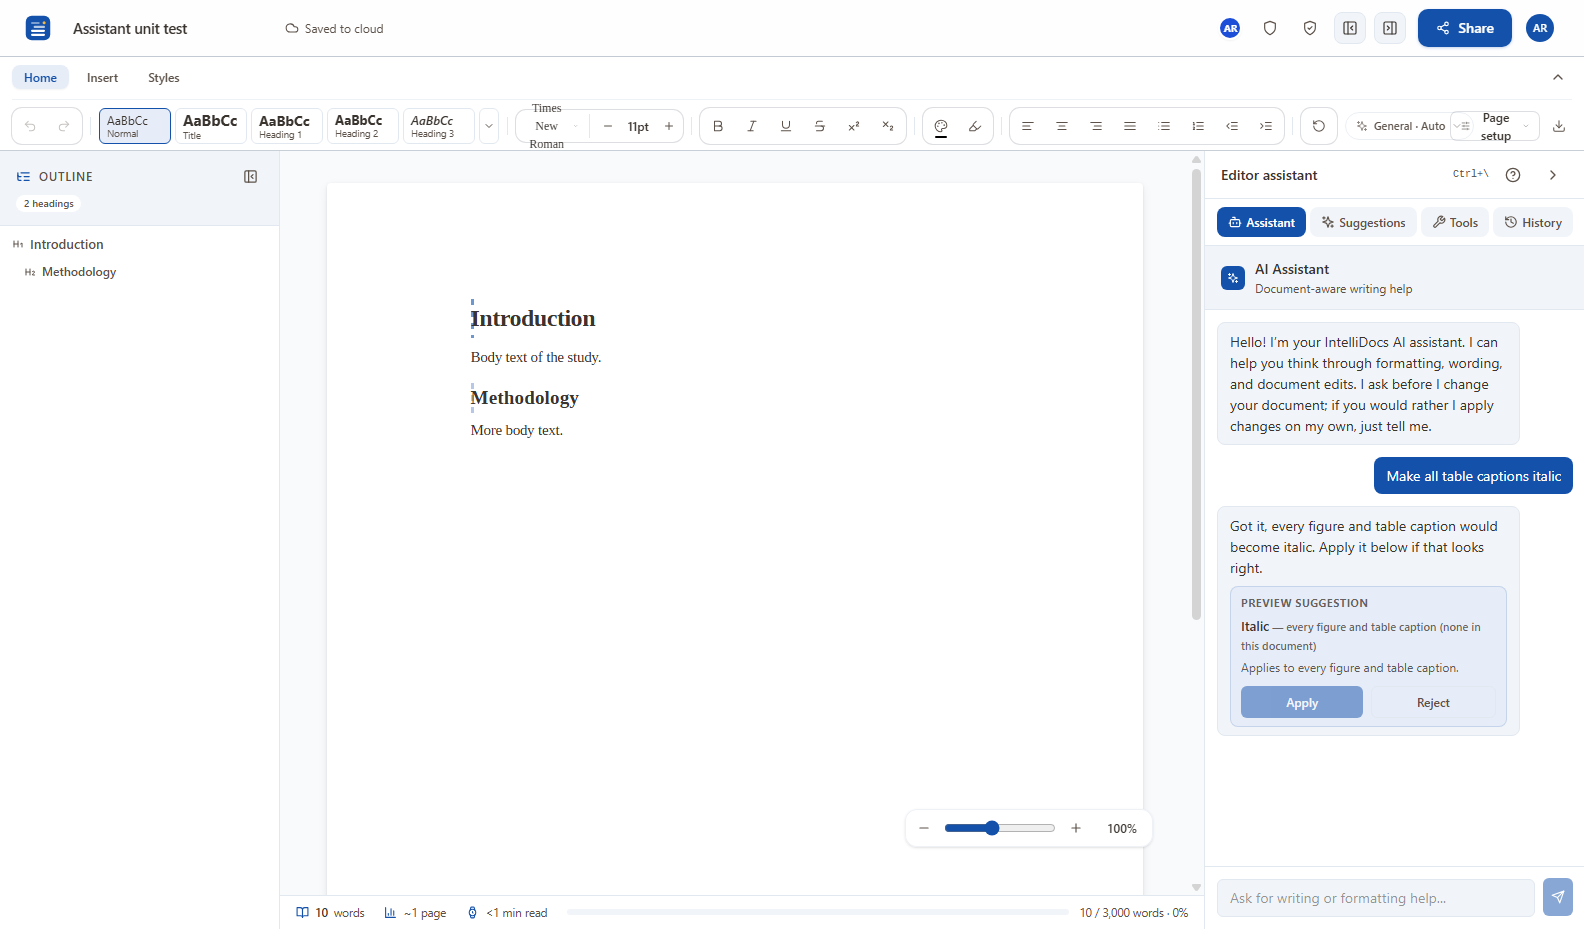 Assistant unit test
Saved to cloud
AR
Share
AR
Home
Insert
Styles
AaBbCc
Normal
AaBbCc
Title
AaBbCc
Heading 1
AaBbCc
Heading 2
AaBbCc
Heading 3
Times
New
Roman
11pt
General · Auto
Page
setup
OUTLINE
2 headings
H1 Introduction
H2 Methodology
Introduction
Body text of the study.
Methodology
More body text.
100%
10 words
~1 page
<1 min read
10 / 3,000 words · 0%
Editor assistant
Ctrl+\
Assistant
Suggestions
Tools
History
AI Assistant
Document-aware writing help
Hello! I'm your IntelliDocs AI assistant. I can
help you think through formatting, wording,
and document edits. I ask before I change
your document; if you would rather I apply
changes on my own, just tell me.
Make all table captions italic
Got it, every figure and table caption would
become italic. Apply it below if that looks
right.
PREVIEW SUGGESTION
Italic — every figure and table caption (none in
this document)
Applies to every figure and table caption.
Apply
Reject
Ask for writing or formatting help...